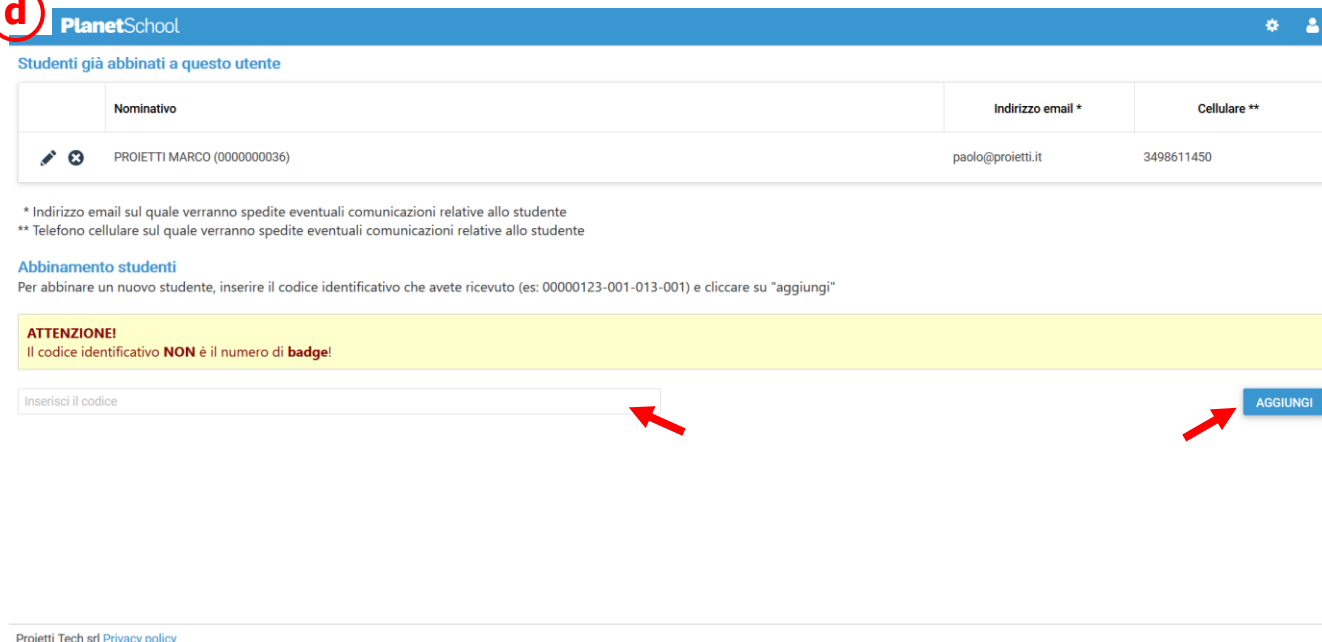 d
PlanetSchool
Studenti già abbinati a questo utente
Nominativo Indirizzo email * Cellulare **
PROIETTI MARCO (0000000036) paolo@proietti.it 3498611450
* Indirizzo email sul quale verranno spedite eventuali comunicazioni relative allo studente
** Telefono cellulare sul quale verranno spedite eventuali comunicazioni relative allo studente
Abbinamento studenti
Per abbinare un nuovo studente, inserire il codice identificativo che avete ricevuto (es: 00000123-001-013-001) e cliccare su "aggiungi"
ATTENZIONE!
Il codice identificativo NON è il numero di badge!
Inserisci il codice AGGIUNGI
Proietti Tech srl Privacy policy